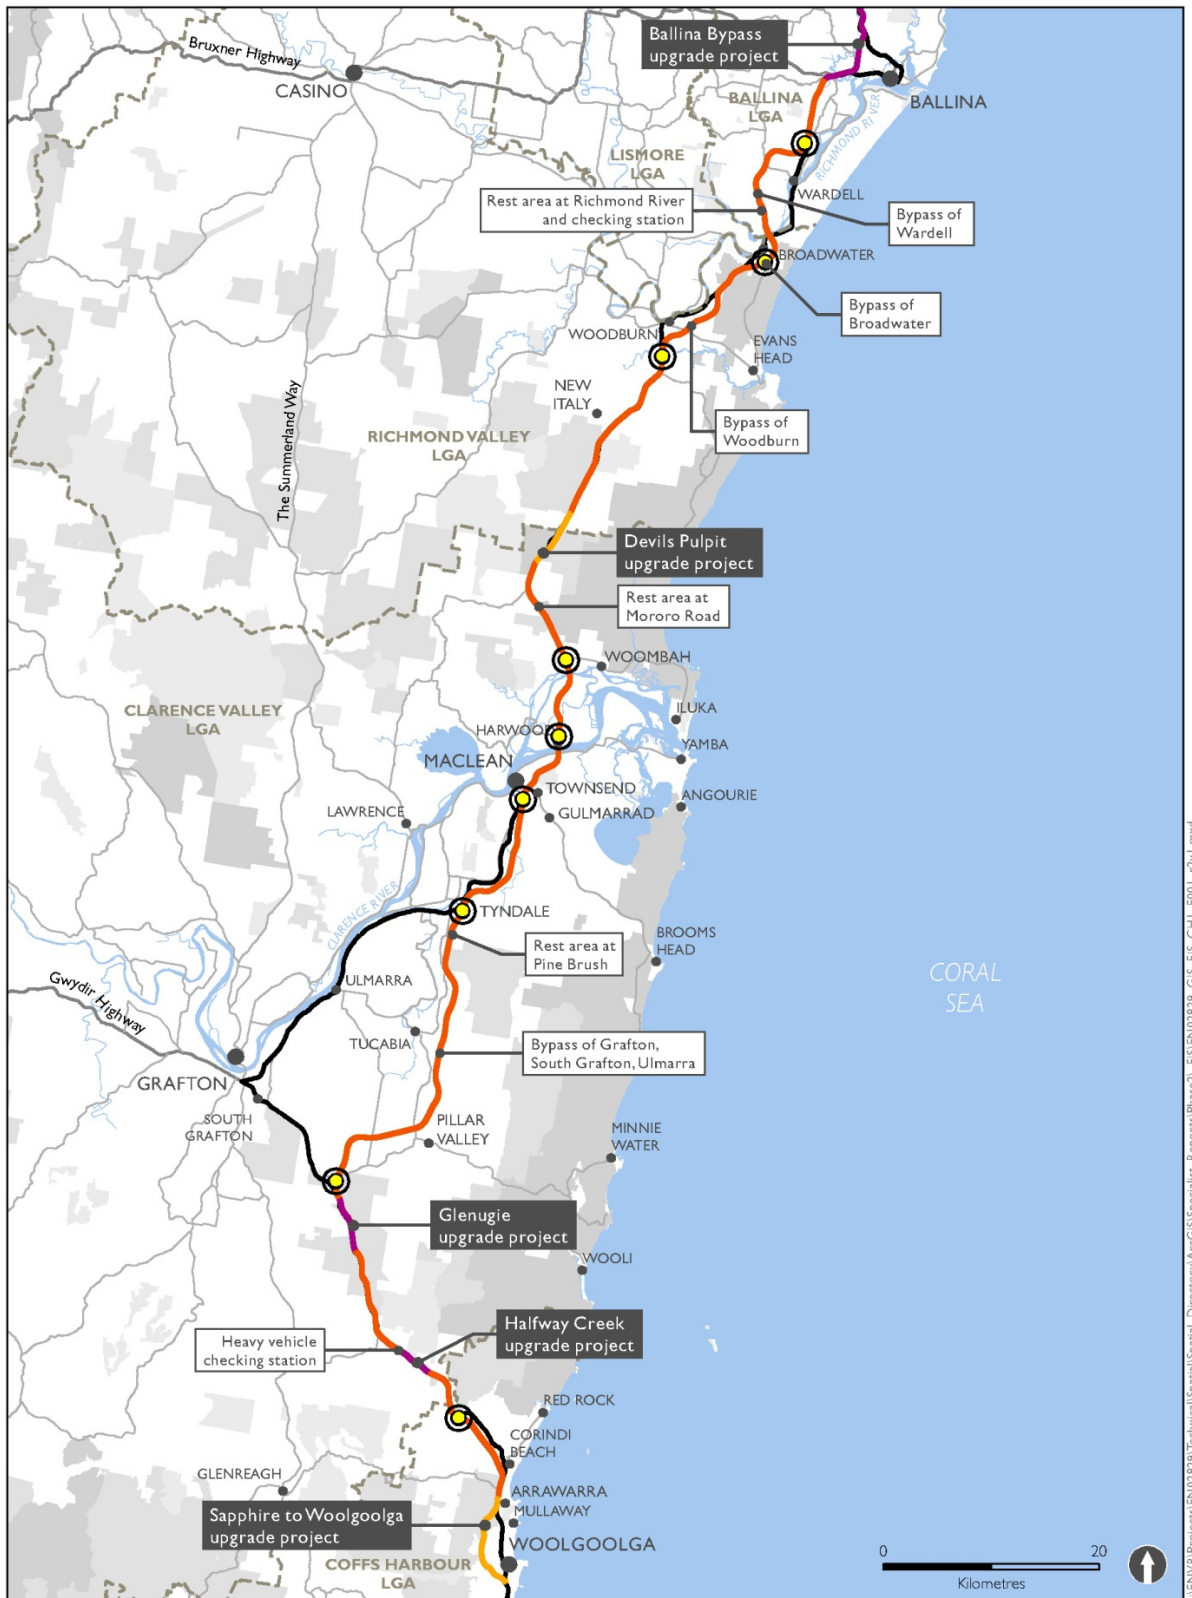 Ballina Bypass
upgrade project
Bruxner Highway
CASINO
BALLINA
BALLINA
LGA
RICHMOND RIVER
LISMORE
LGA
WARDELL
Rest area at Richmond River
and checking station
Bypass of
Wardell
BROADWATER
Bypass of
Broadwater
WOODBURN
EVANS
HEAD
NEW
ITALY
The Summerland Way
Bypass of
Woodburn
RICHMOND VALLEY
LGA
Devils Pulpit
upgrade project
Rest area at
Mororo Road
WOOMBAH
CLARENCE VALLEY
LGA
ILUKA
HARWOOD
YAMBA
MACLEAN
TOWNSEND
ANGOURIE
LAWRENCE
GULMARRAD
CLARENCE RIVER
TYNDALE
BROOMS
HEAD
Rest area at
Pine Brush
CORAL
SEA
ULMARRA
Gwydir Highway
TUCABIA
Bypass of Grafton,
South Grafton, Ulmarra
GRAFTON
SOUTH
GRAFTON
PILLAR
VALLEY
MINNIE
WATER
Glenugie
upgrade project
WOOLI
Halfway Creek
upgrade project
Heavy vehicle
checking station
RED ROCK
CORINDI
BEACH
GLENREAGH
ARRAWARRA
MULLAWAY
Sapphire to Woolgoolga
upgrade project
WOOLGOOLGA
COFFS HARBOUR
LGA
0 20
Kilometres